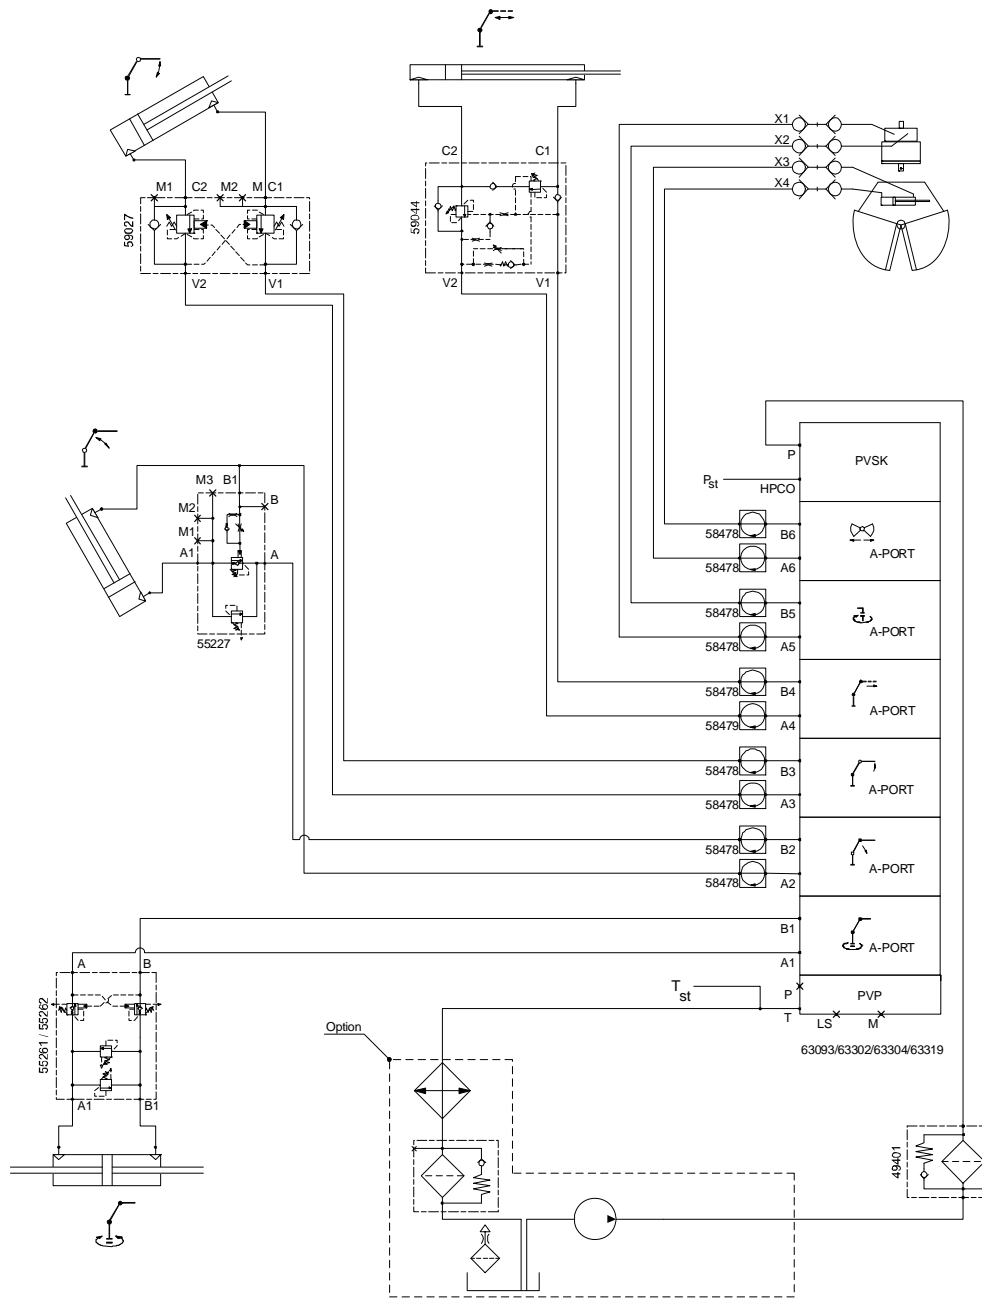 X1
X2
X3
X4
C2
C1
M1
C2
M2
M
C1
59044
59027
V2
V1
V2
V1
P
PVSK
M3
B1
Pst
HPCO
B
M2
58478
B6
M1
A-PORT
A1
A
58478
A6
58478
B5
A-PORT
55227
58478
A5
58478
B4
A-PORT
58479
A4
58478
B3
A-PORT
58478
A3
58478
B2
A-PORT
58478
A2
B1
A-PORT
A
B
A1
Tst
P
PVP
T
LS
M
Option
55261 / 55262
63093/63302/63304/63319
A1
B1
49401